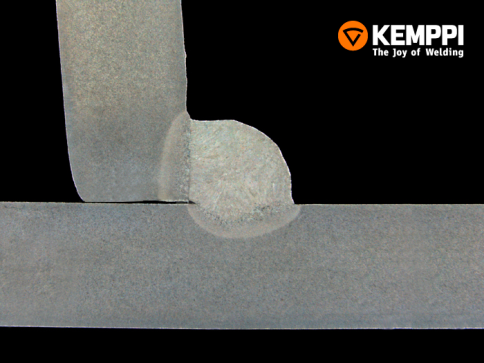 KEMPPI
The Joy of Welding